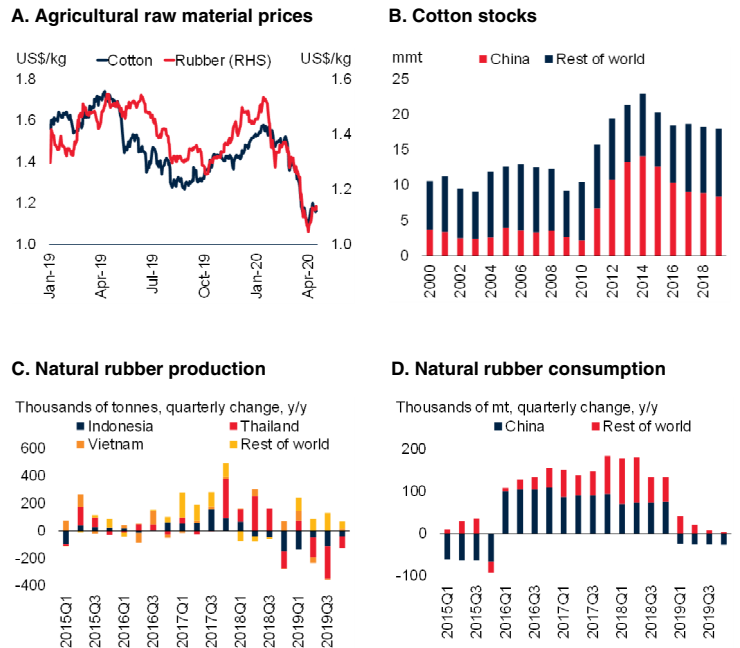 A. Agricultural raw material prices
US$/kg
Cotton
Rubber (RHS)
US$/kg
1.8
1.6
1.4
1.2
1.0
1.6
1.4
1.2
1.0
Jan-19
Apr-19
Jul-19
Oct-19
Jan-20
Apr-20
B. Cotton stocks
mmt
China
Rest of world
25
20
15
10
5
0
2000
2002
2004
2006
2008
2010
2012
2014
2016
2018
C. Natural rubber production
Thousands of tonnes, quarterly change, y/y
Indonesia
Thailand
Vietnam
Rest of world
600
400
200
0
-200
-400
2015Q1
2015Q3
2016Q1
2016Q3
2017Q1
2017Q3
2018Q1
2018Q3
2019Q1
2019Q3
D. Natural rubber consumption
Thousands of mt, quarterly change, y/y
China
Rest of world
200
100
0
-100
2015Q1
2015Q3
2016Q1
2016Q3
2017Q1
2017Q3
2018Q1
2018Q3
2019Q1
2019Q3